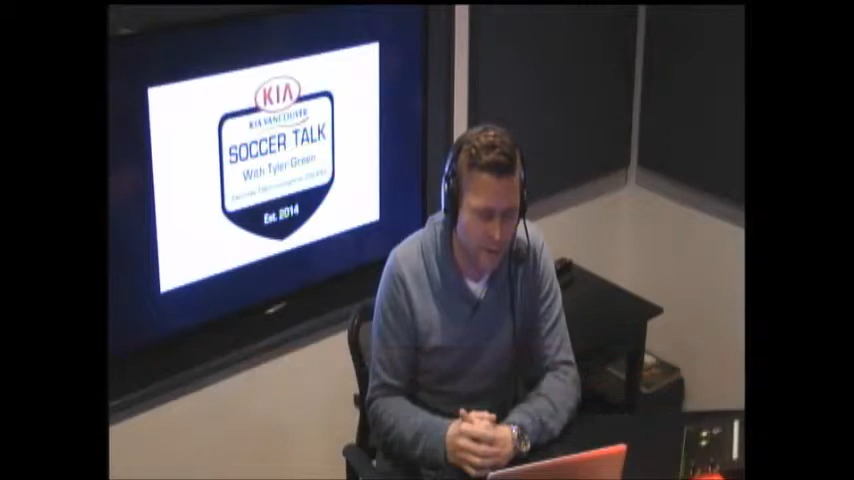 KIA
KIA VANCOUVER
SOCCER TALK
With Tyler Green
Est. 2014